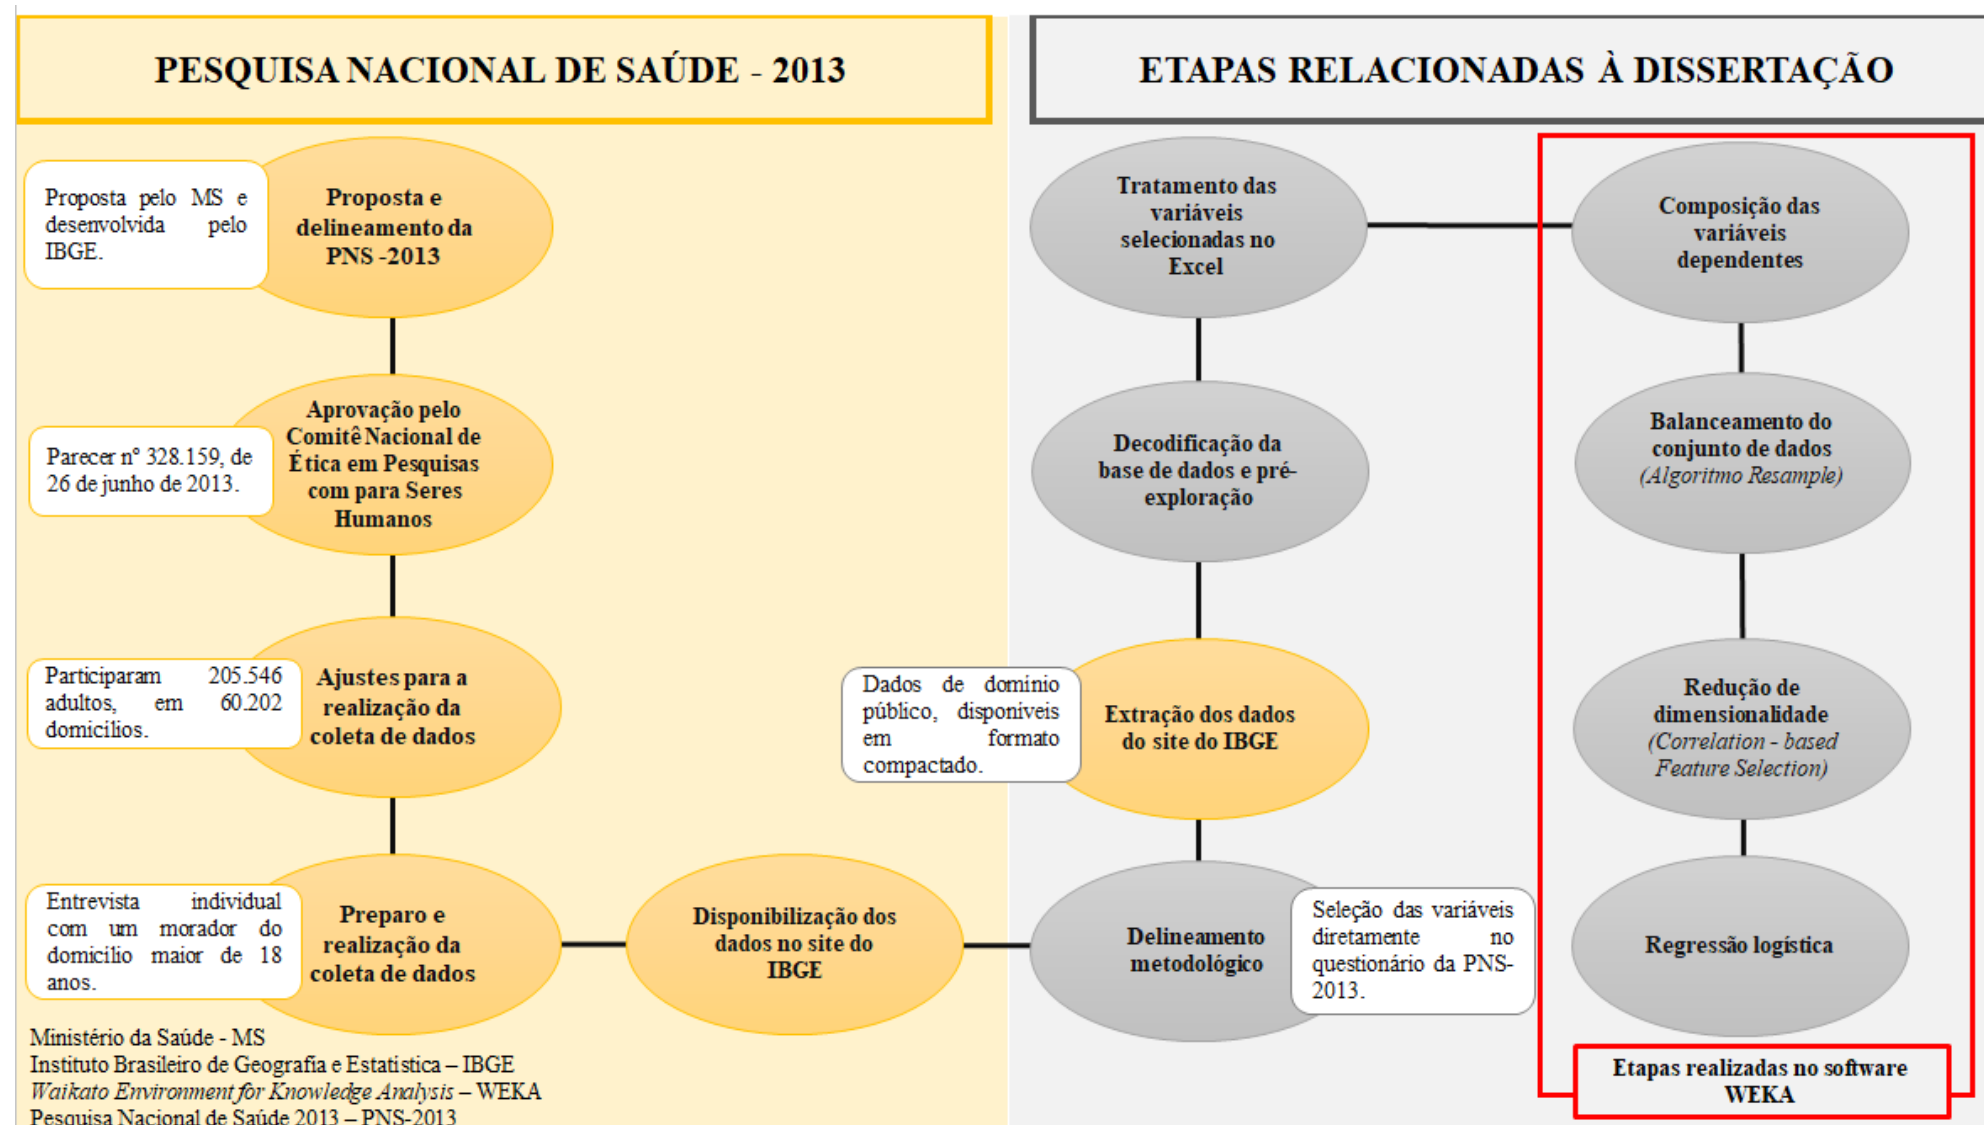 PESQUISA NACIONAL DE SAÚDE - 2013
Proposta pelo MS e
desenvolvida pelo
IBGE.
Proposta e
delineamento da
PNS -2013
Parecer nº 328.159, de
26 de junho de 2013.
Aprovação pelo
Comitê Nacional de
Ética em Pesquisas
com para Seres
Humanos
Participaram 205.546
adultos, em 60.202
domicílios.
Ajustes para a
realização da
coleta de dados
Entrevista individual
com um morador do
domicílio maior de 18
anos.
Preparo e
realização da
coleta de dados
Disponibilização dos
dados no site do
IBGE
Ministério da Saúde - MS
Instituto Brasileiro de Geografia e Estatística – IBGE
Waikato Environment for Knowledge Analysis – WEKA
Pesquisa Nacional de Saúde 2013 – PNS-2013
ETAPAS RELACIONADAS À DISSERTAÇÃO
Tratamento das
variáveis
selecionadas no
Excel
Decodificação da
base de dados e pré-
exploração
Dados de domínio
público, disponíveis
em formato
compactado.
Extração dos dados
do site do IBGE
Delineamento
metodológico
Seleção das variáveis
diretamente no
questionário da PNS-
2013.
Composição das
variáveis
dependentes
Balanceamento do
conjunto de dados
(Algoritmo Resample)
Redução de
dimensionalidade
(Correlation - based
Feature Selection)
Regressão logística
Etapas realizadas no software
WEKA